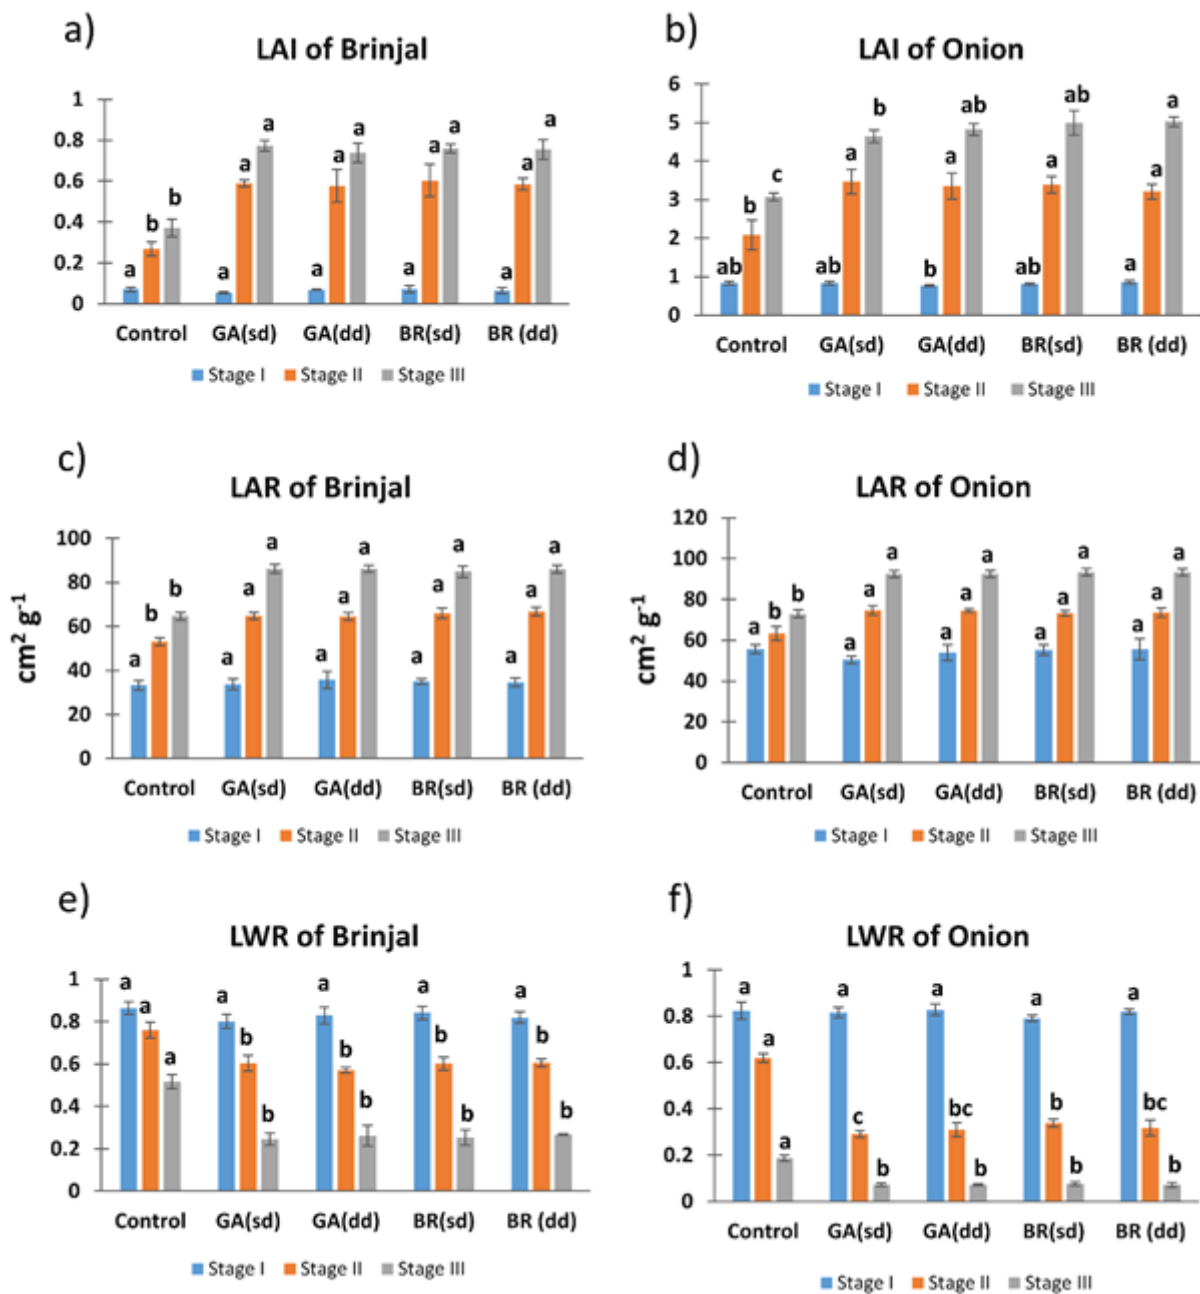 a)
LAI of Brinjal
1
0.8
0.6
0.4
0.2
0
a b b
a a a
a a a
a a a
a a a
Control GA(sd) GA(dd) BR(sd) BR (dd)
Stage I Stage II Stage III
b)
LAI of Onion
6
5
4
3
2
1
0
ab b c
ab a b
b a ab
ab a ab
a a a
Control GA(sd) GA(dd) BR(sd) BR (dd)
Stage I Stage II Stage III
c)
LAR of Brinjal
cm² g⁻¹
100
80
60
40
20
0
a b b
a a a
a a a
a a a
a a a
Control GA(sd) GA(dd) BR(sd) BR (dd)
Stage I Stage II Stage III
d)
LAR of Onion
cm² g⁻¹
120
100
80
60
40
20
0
a b b
a a a
a a a
a a a
a a a
Control GA(sd) GA(dd) BR(sd) BR (dd)
Stage I Stage II Stage III
e)
LWR of Brinjal
1
0.8
0.6
0.4
0.2
0
a a a
a b b
a b b
a b b
a b b
Control GA(sd) GA(dd) BR(sd) BR (dd)
Stage I Stage II Stage III
f)
LWR of Onion
1
0.8
0.6
0.4
0.2
0
a a a
a c b
a bc b
a b b
a bc b
Control GA(sd) GA(dd) BR(sd) BR (dd)
Stage I Stage II Stage III